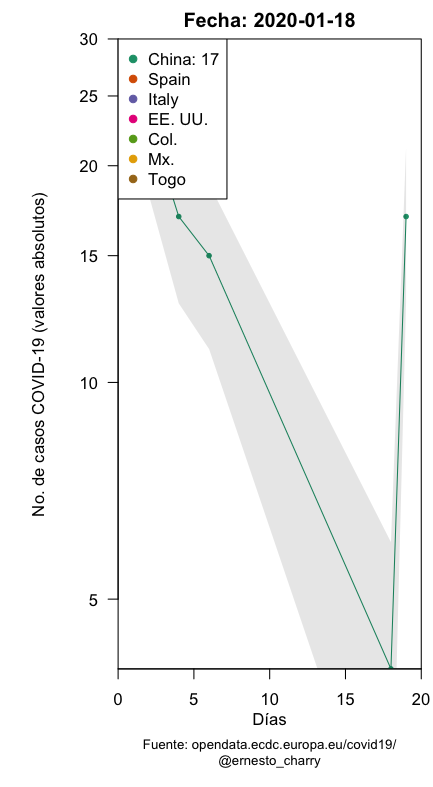 Fecha: 2020-01-18
30
25
20
15
10
5
China: 17
Spain
Italy
EE. UU.
Col.
Mx.
Togo
No. de casos COVID-19 (valores absolutos)
0 5 10 15 20
Días
Fuente: opendata.ecdc.europa.eu/covid19/
@ernesto_charry